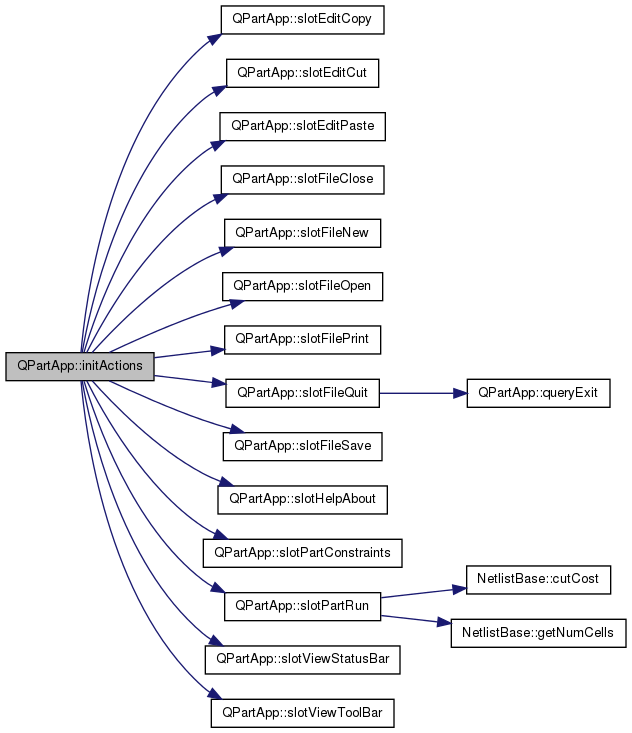 QPartApp::initActions
QPartApp::slotEditCopy
QPartApp::slotEditCut
QPartApp::slotEditPaste
QPartApp::slotFileClose
QPartApp::slotFileNew
QPartApp::slotFileOpen
QPartApp::slotFilePrint
QPartApp::slotFileQuit
QPartApp::queryExit
QPartApp::slotFileSave
QPartApp::slotHelpAbout
QPartApp::slotPartConstraints
QPartApp::slotPartRun
NetlistBase::cutCost
NetlistBase::getNumCells
QPartApp::slotViewStatusBar
QPartApp::slotViewToolBar